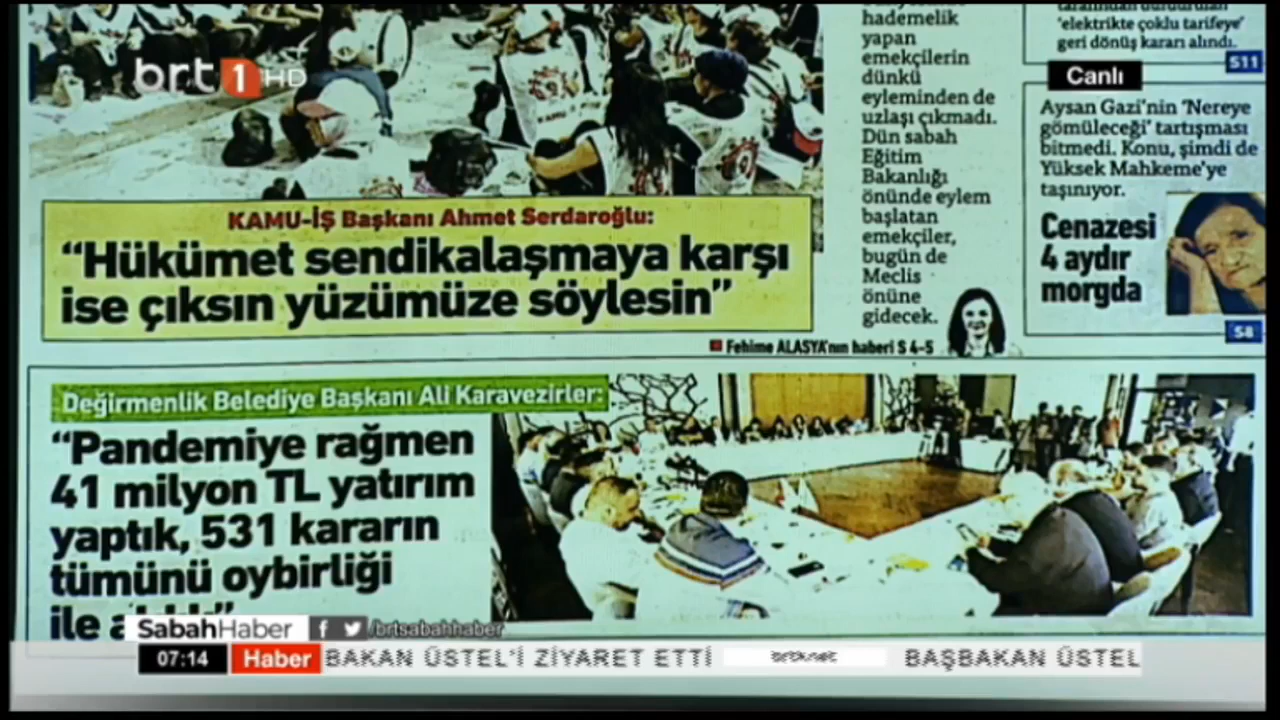 brt 1 HD
hademelik
yapan
emekçilerin
dünkü
eyleminden de
uzlaşı çıkmadı.
Dün sabah
Eğitim
Bakanlığı
önünde eylem
başlatan
emekçiler,
bugün de
Meclis
önüne
gidecek.
'elektrikte çoklu tarifeye'
geri dönüş kararı alındı.
S11
Canlı
Aysan Gazi'nin 'Nereye
gömüleceği' tartışması
bitmedi. Konu, şimdi de
Yüksek Mahkeme'ye
taşınıyor.
Cenazesi
4 aydır
morgda
S8
KAMU-İŞ Başkanı Ahmet Serdaroğlu:
"Hükümet sendikalaşmaya karşı
ise çıksın yüzümüze söylesin"
Fehime ALASYA'nın haberi S 4-5
Değirmenlik Belediye Başkanı Ali Karavezirler:
"Pandemiye rağmen
41 milyon TL yatırım
yaptık, 531 kararın
tümünü oybirliği
ile
SabahHaber f /brtsabahhaber
07:14 Haber BAKAN ÜSTEL'İ ZİYARET ETTİ brtk.net BAŞBAKAN ÜSTEL